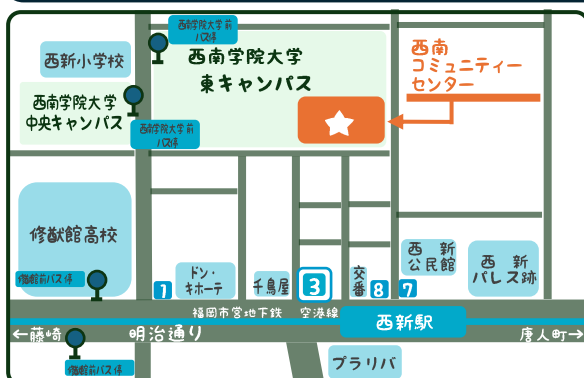 西南学院大学前
バス停
西新小学校
西南学院大学
東キャンパス
西南
コミュニティー
センター
西南学院大学
中央キャンパス
西南学院大学前
バス停
修猷館高校
修猷館前バス停
1
ドン・
キホーテ
千鳥屋
3
交
番
8
7
西新
公民館
西新
パレス跡
福岡市営地下鉄 空港線
西新駅
←藤崎
明治通り
唐人町→
修猷館前バス停
プラリバ